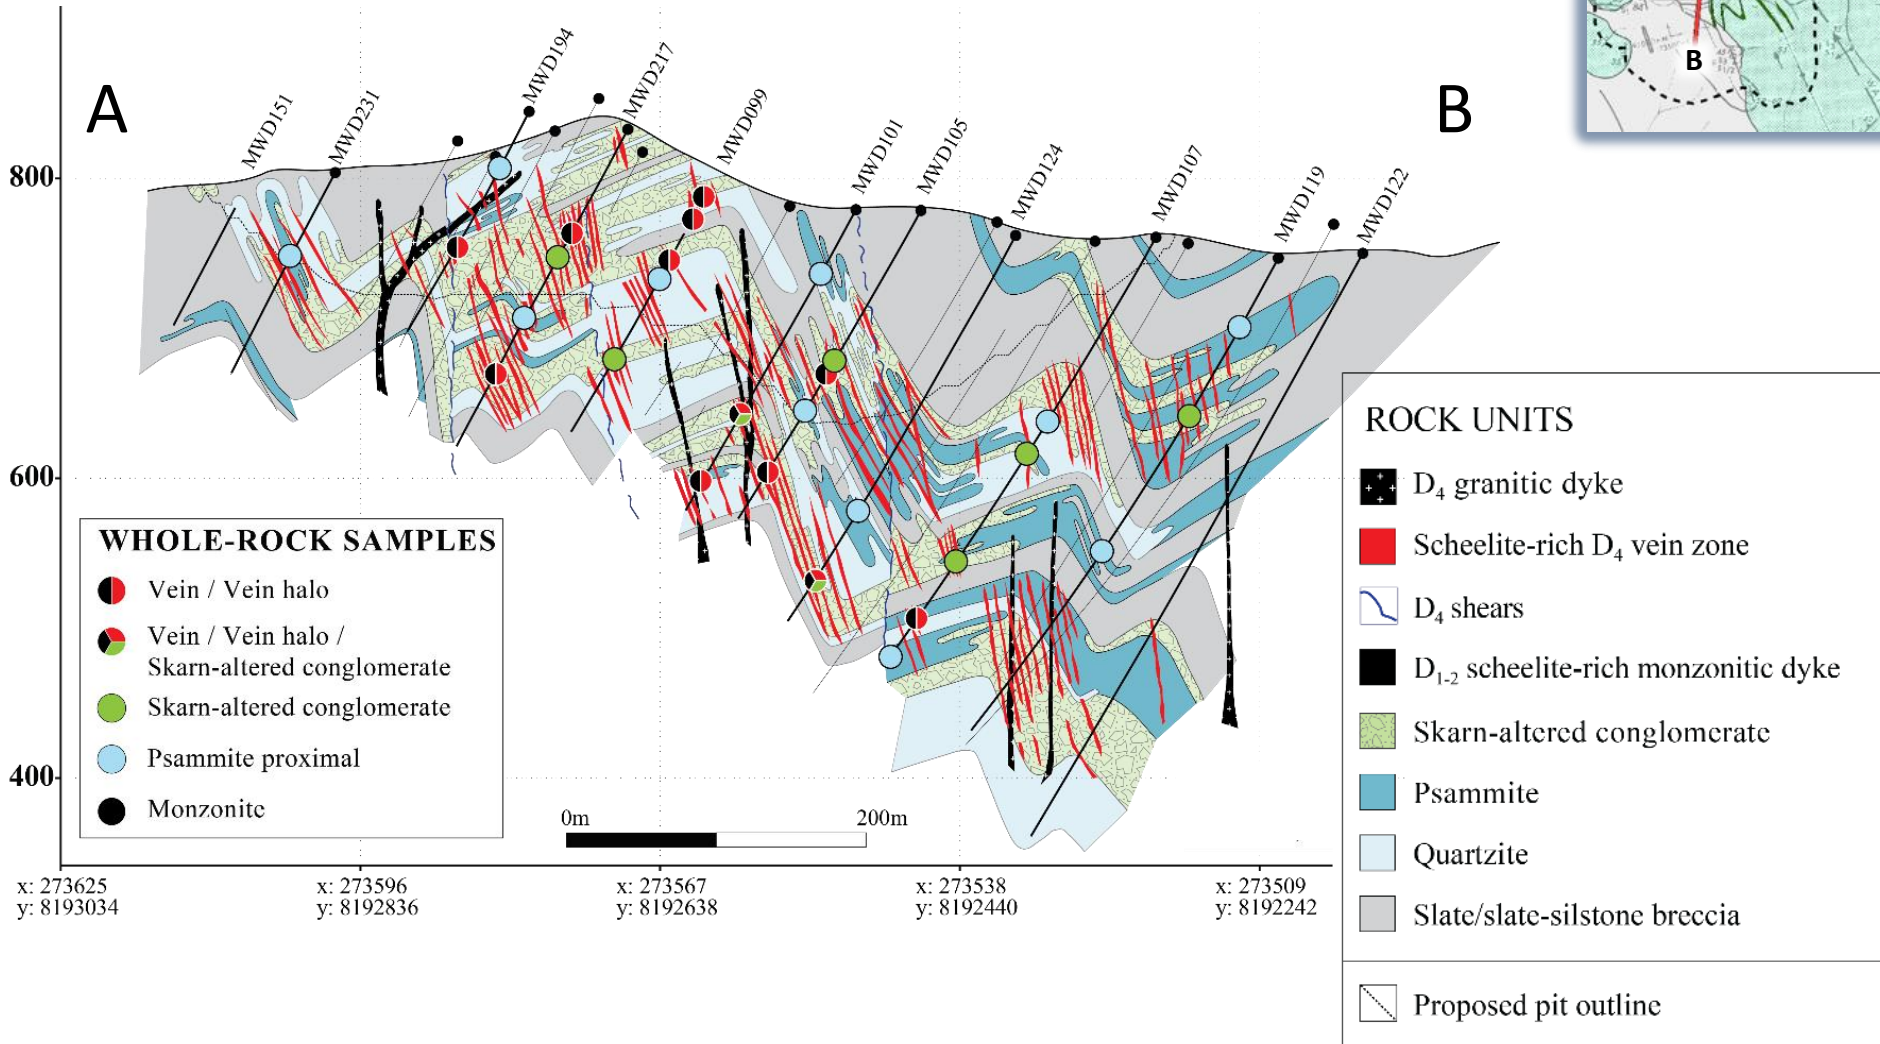 A
B
B
MWD151
MWD231
MWD194
MWD217
MWD099
MWD101
MWD105
MWD124
MWD107
MWD119
MWD122
800
600
400
WHOLE-ROCK SAMPLES
Vein / Vein halo
Vein / Vein halo /
Skarn-altered conglomerate
Skarn-altered conglomerate
Psammite proximal
Monzonite
0m
200m
x: 273625
y: 8193034
x: 273596
y: 8192836
x: 273567
y: 8192638
x: 273538
y: 8192440
x: 273509
y: 8192242
ROCK UNITS
D4 granitic dyke
Scheelite-rich D4 vein zone
D4 shears
D1-2 scheelite-rich monzonitic dyke
Skarn-altered conglomerate
Psammite
Quartzite
Slate/slate-silstone breccia
Proposed pit outline